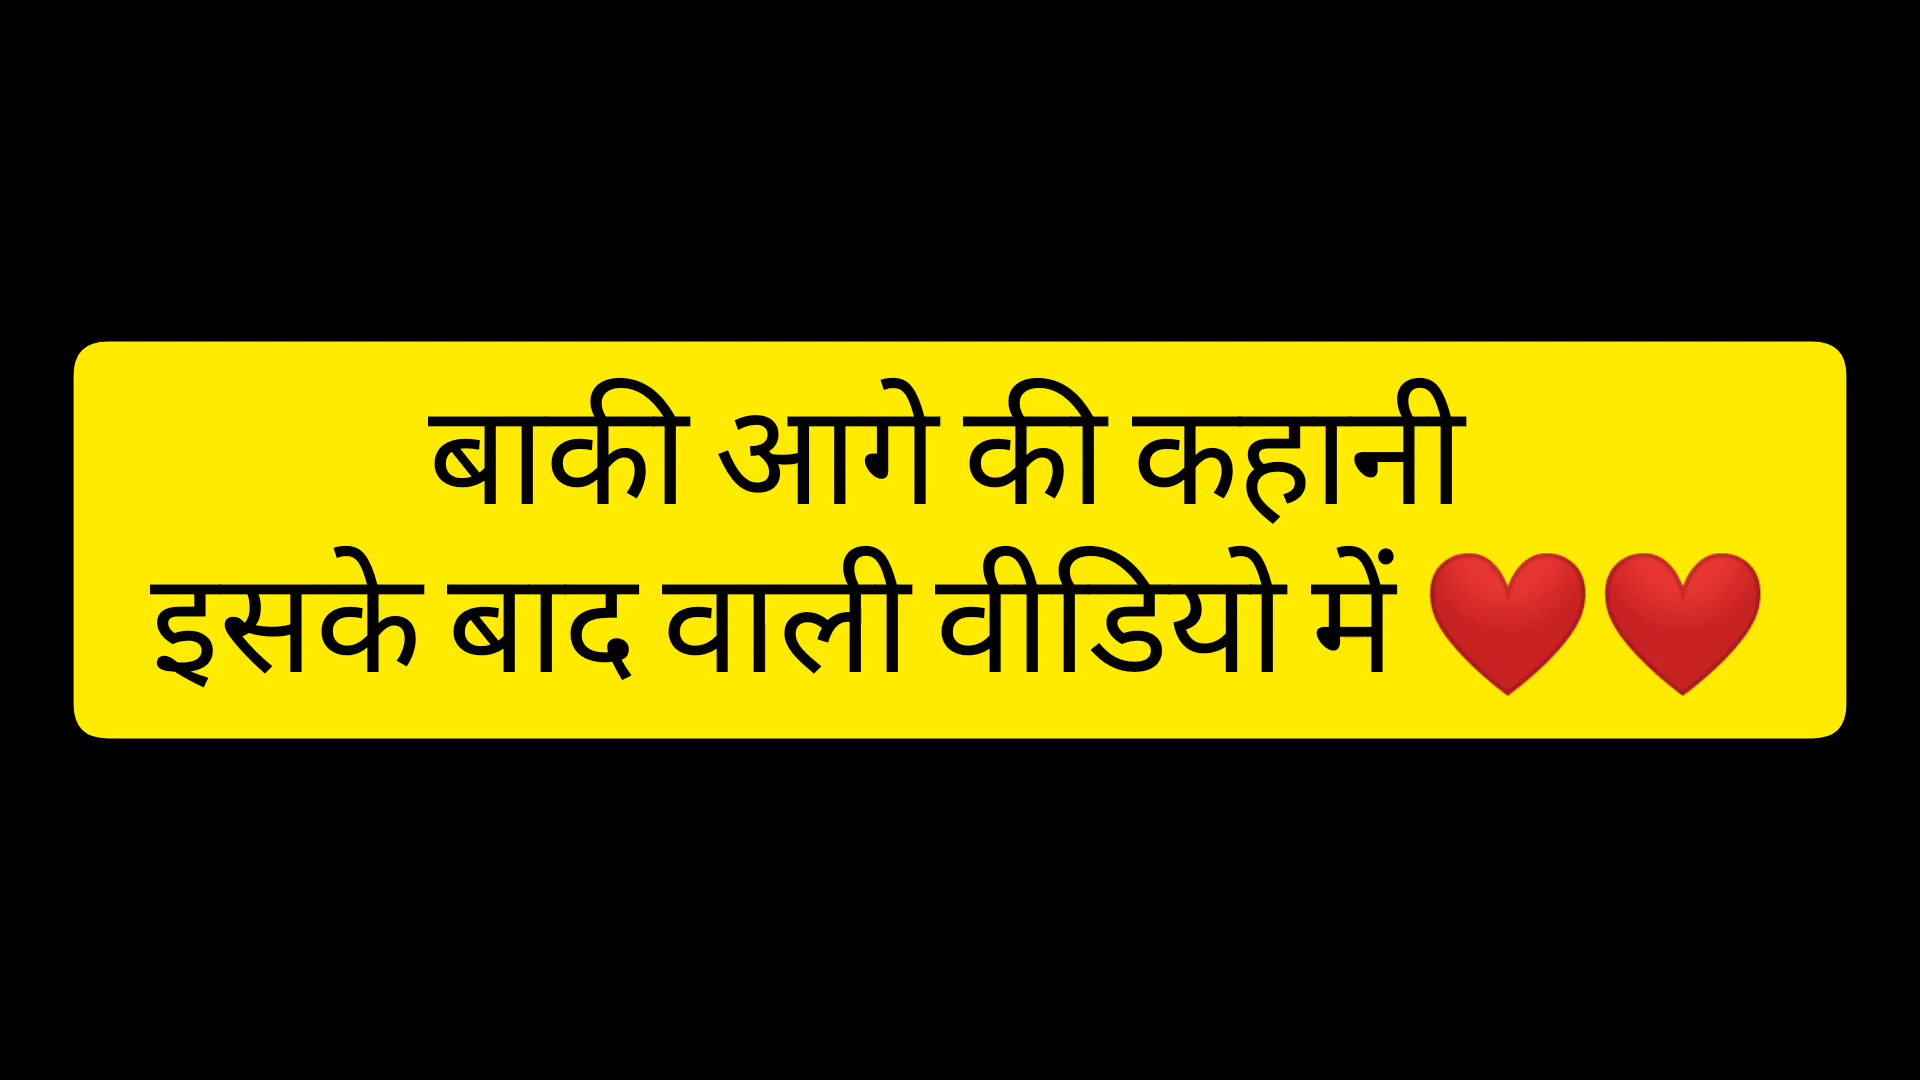 बाकी आगे की कहानी
इसके बाद वाली वीडियो में ❤️❤️